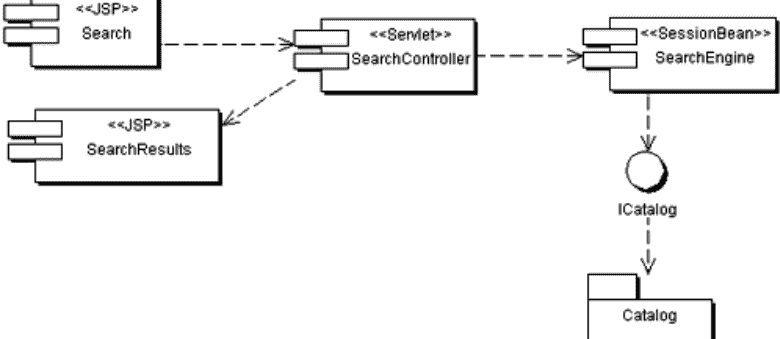 <<JSP>>
Search
<<Servlet>>
SearchController
<<SessionBean>>
SearchEngine
<<JSP>>
SearchResults
ICatalog
Catalog